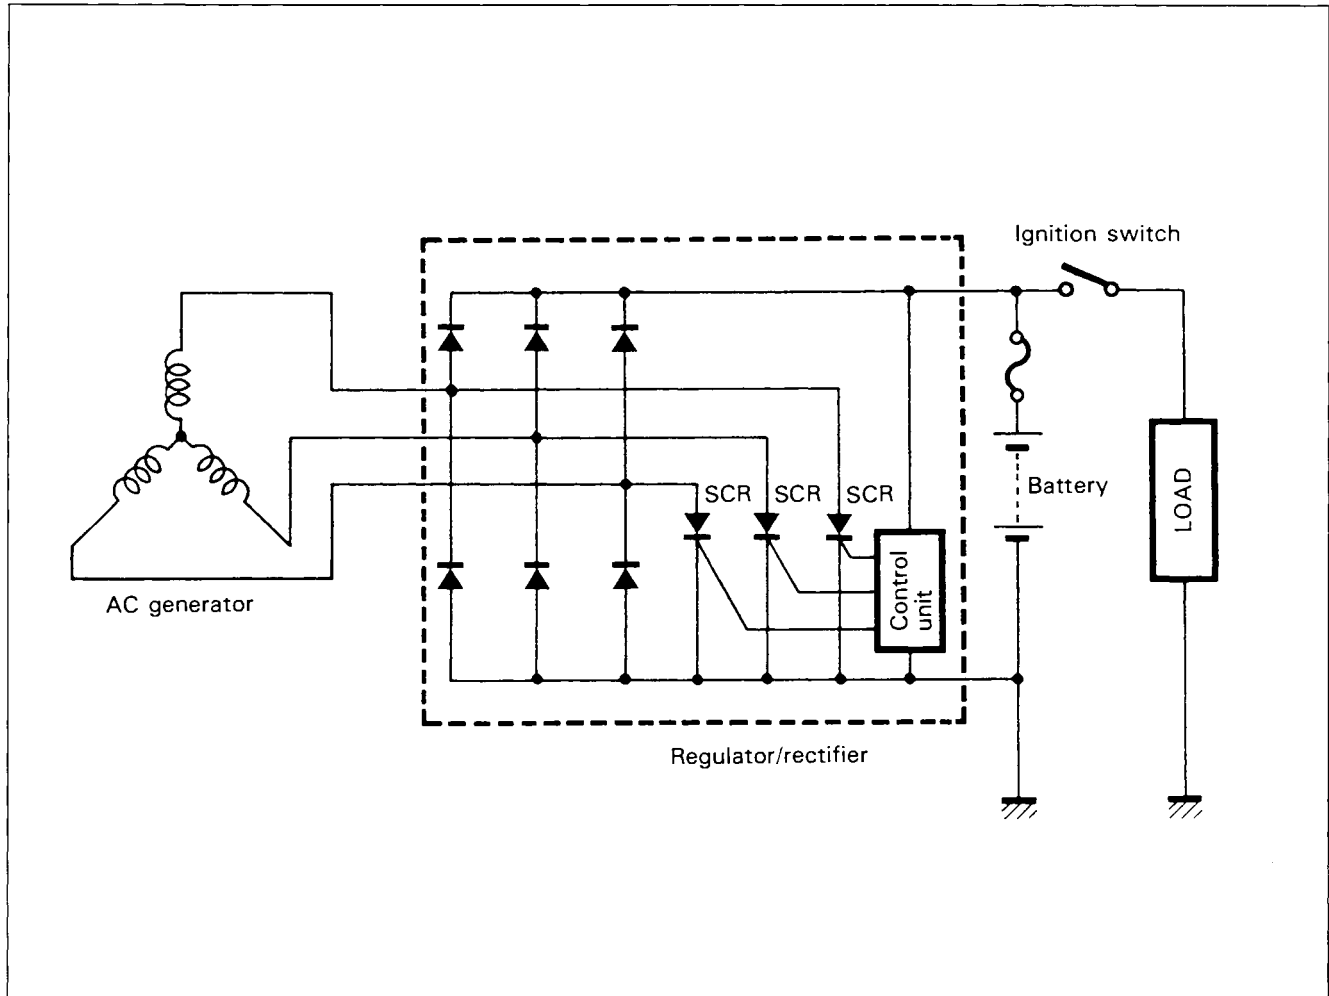 Ignition switch
SCR SCR SCR
Battery
LOAD
Control
unit
AC generator
Regulator/rectifier